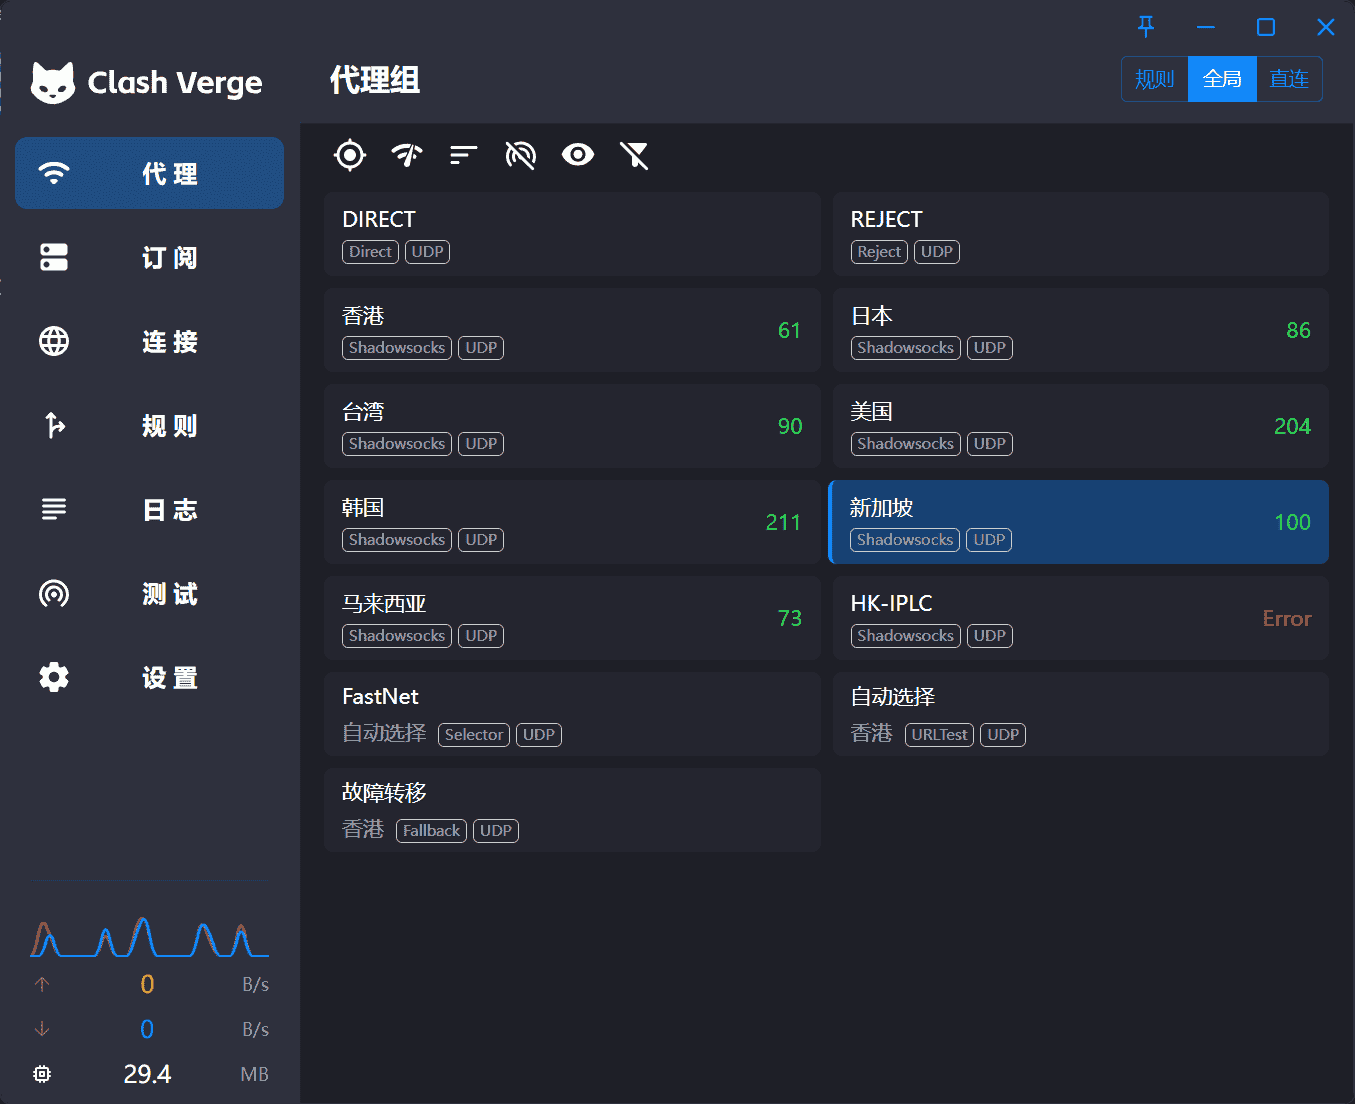 Clash Verge
代理
订阅
连接
规则
日志
测试
设置
0 B/s
0 B/s
29.4 MB
代理组
规则 全局 直连
DIRECT
Direct UDP
REJECT
Reject UDP
香港
Shadowsocks UDP
61
日本
Shadowsocks UDP
86
台湾
Shadowsocks UDP
90
美国
Shadowsocks UDP
204
韩国
Shadowsocks UDP
211
新加坡
Shadowsocks UDP
100
马来西亚
Shadowsocks UDP
73
HK-IPLC
Shadowsocks UDP
Error
FastNet
自动选择 Selector UDP
自动选择
香港 URLTest UDP
故障转移
香港 Fallback UDP